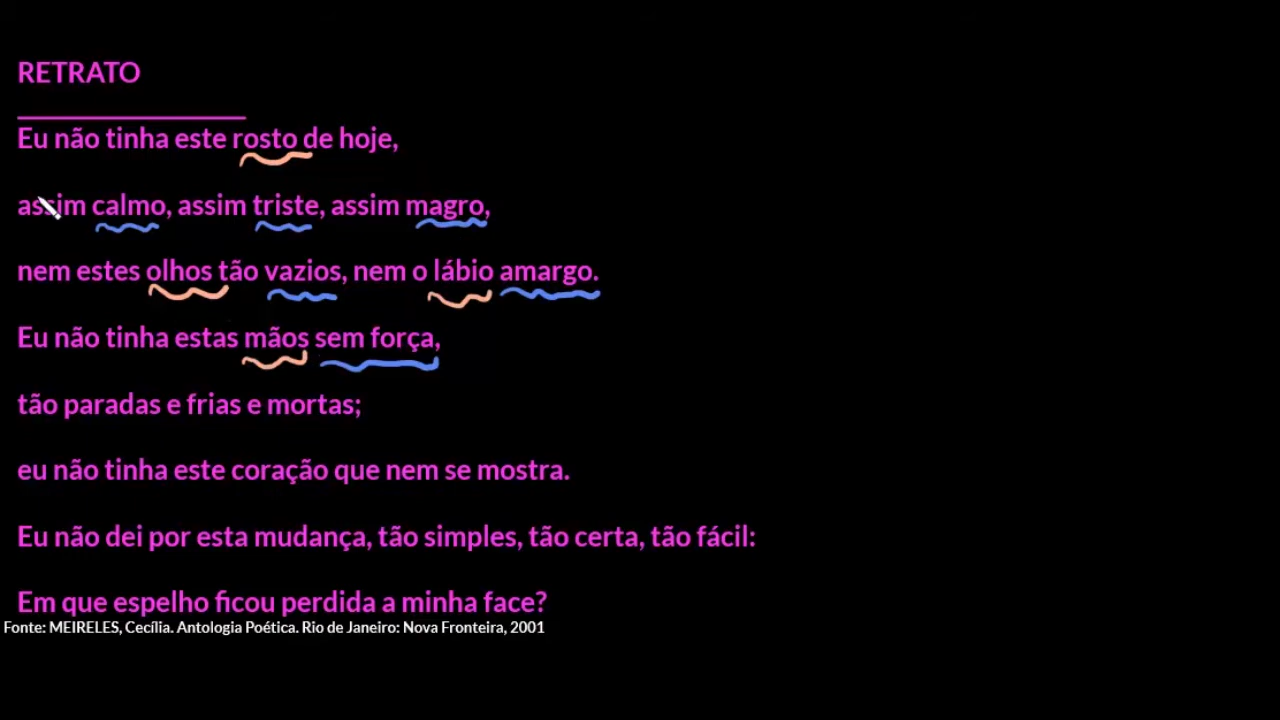 RETRATO
Eu não tinha este rosto de hoje,
assim calmo, assim triste, assim magro,
nem estes olhos tão vazios, nem o lábio amargo.
Eu não tinha estas mãos sem força,
tão paradas e frias e mortas;
eu não tinha este coração que nem se mostra.
Eu não dei por esta mudança, tão simples, tão certa, tão fácil:
Em que espelho ficou perdida a minha face?
Fonte: MEIRELES, Cecília. Antologia Poética. Rio de Janeiro: Nova Fronteira, 2001